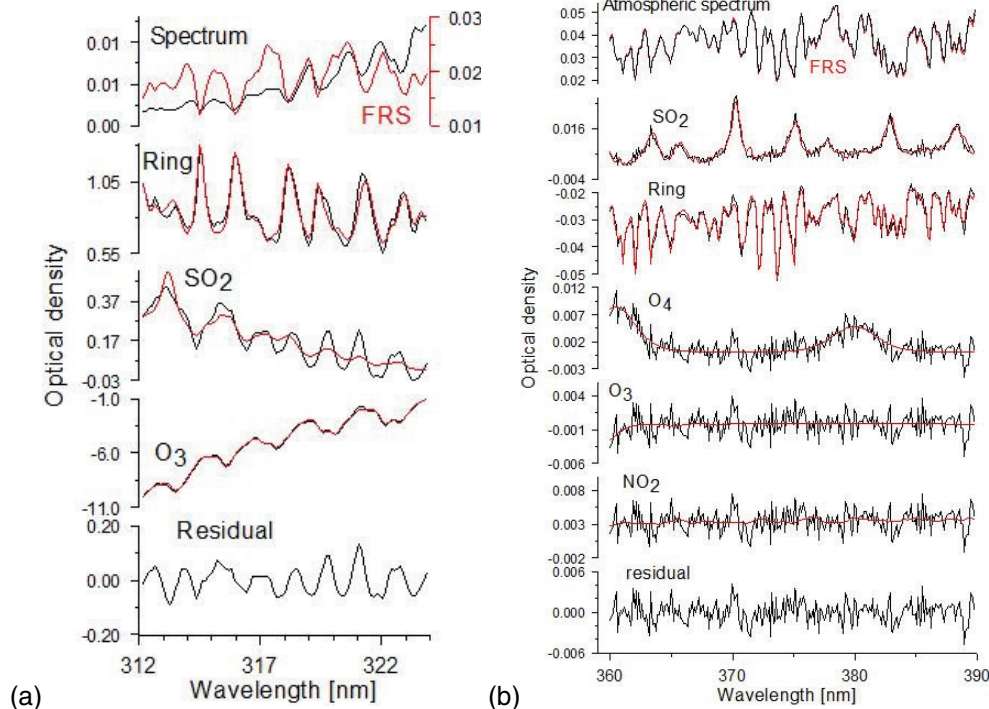 Spectrum
FRS
0.01
0.01
0.00
0.03
0.02
0.01
Ring
1.05
0.55
SO2
0.37
0.17
-0.03
O3
-1.0
-6.0
-11.0
Residual
0.20
0.00
-0.20
Optical density
312
317
322
Wavelength [nm]
(a)
Atmospheric spectrum
FRS
0.05
0.04
0.03
0.02
SO2
0.016
-0.004
Ring
-0.02
-0.03
-0.04
-0.05
O4
0.012
0.007
0.002
-0.003
O3
0.004
-0.001
-0.006
NO2
0.008
0.003
-0.002
residual
0.006
0.000
-0.006
Optical density
360
370
380
390
Wavelength [nm]
(b)